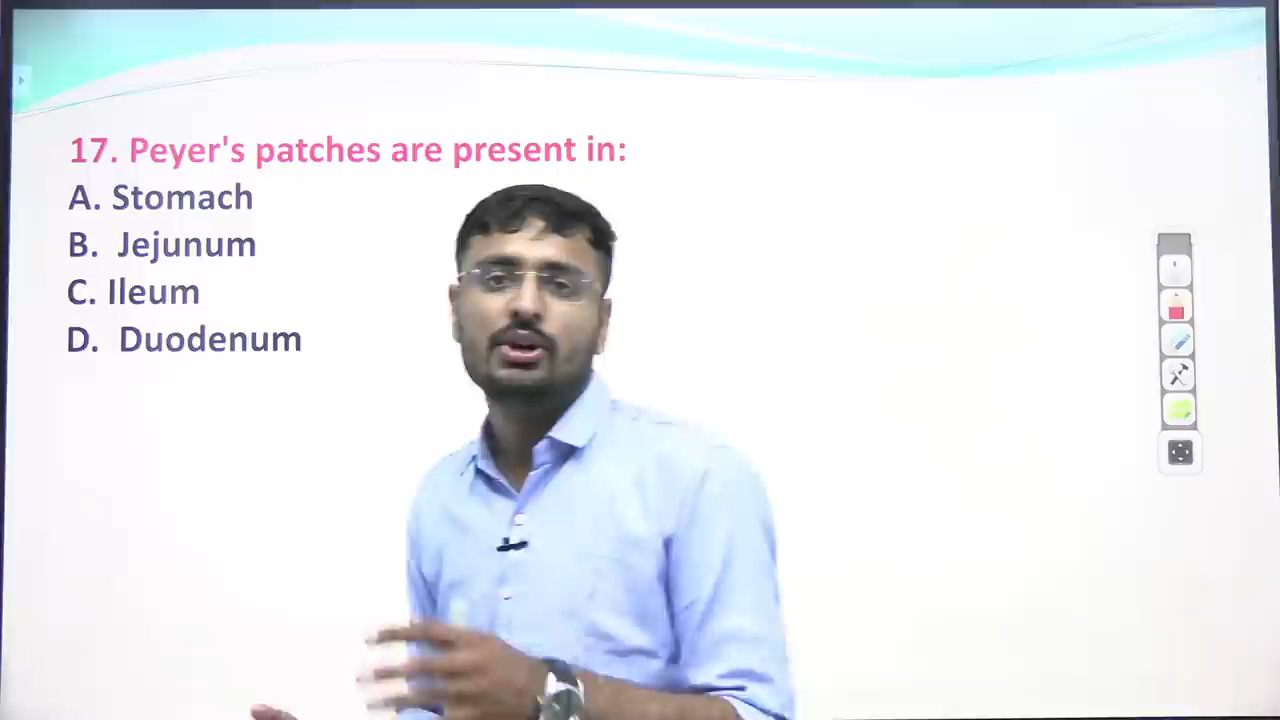 17. Peyer's patches are present in:
A. Stomach
B. Jejunum
C. Ileum
D. Duodenum